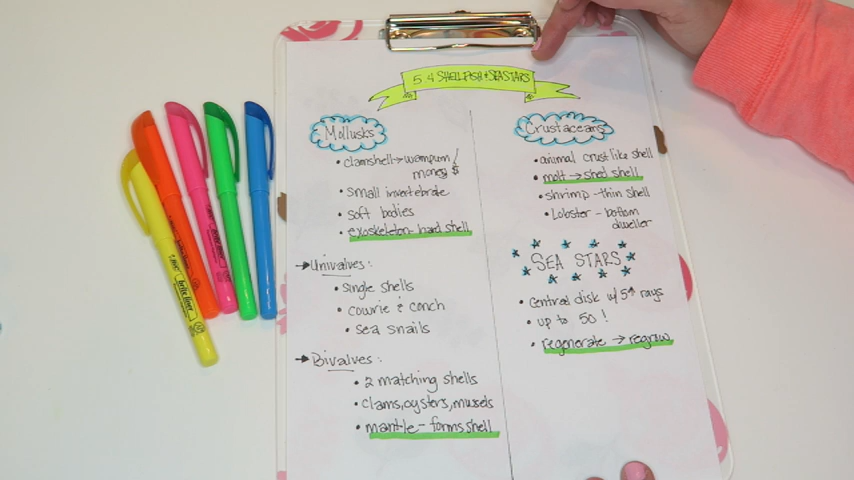 5.4 SHELLFISH + SEA STARS
Mollusks
• clamshell → wampum /
money $
• small invertebrate
• soft bodies
• exoskeleton - hard shell
→ Univalves:
• single shells
• cowrie & conch
• sea snails
→ Bivalves:
• 2 matching shells
• clams, oysters, mussels
• mantle - forms shell
Crustaceans
• animal crust like shell
• molt → shed shell
• shrimp - thin shell
• Lobster - bottom
dweller
SEA STARS
• central disk w/ 5↑ rays
• up to 50!
• regenerate → regrow
brite liner